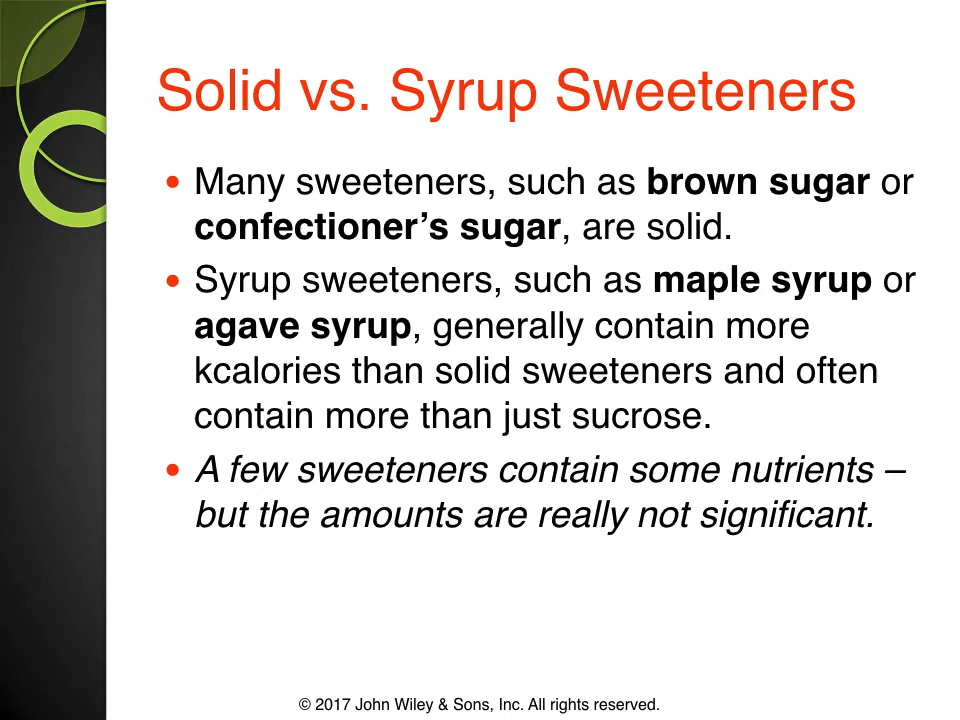 Solid vs. Syrup Sweeteners
• Many sweeteners, such as brown sugar or
confectioner’s sugar, are solid.
• Syrup sweeteners, such as maple syrup or
agave syrup, generally contain more
kcalories than solid sweeteners and often
contain more than just sucrose.
• A few sweeteners contain some nutrients –
but the amounts are really not significant.
© 2017 John Wiley & Sons, Inc. All rights reserved.